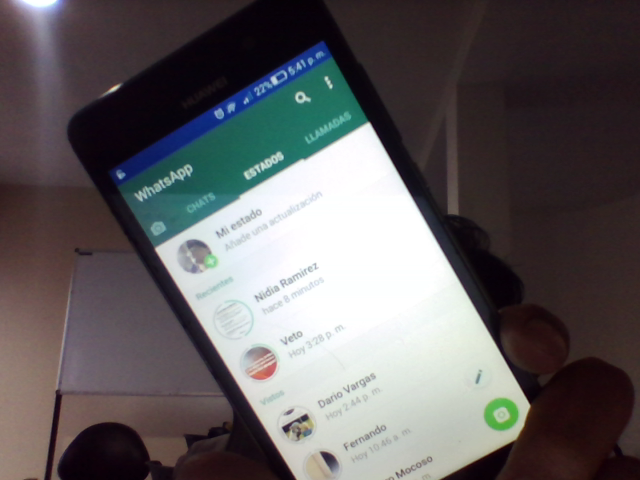 HUAWEI
22% 5:41 p. m.
WhatsApp
CHATS ESTADOS LLAMADAS
Mi estado
Añade una actualización
Recientes
Nidia Ramirez
hace 8 minutos
Veto
Hoy 3:28 p. m.
Vistos
Dario Vargas
Hoy 2:44 p. m.
Fernando
Hoy 10:46 a. m.
Mocoso